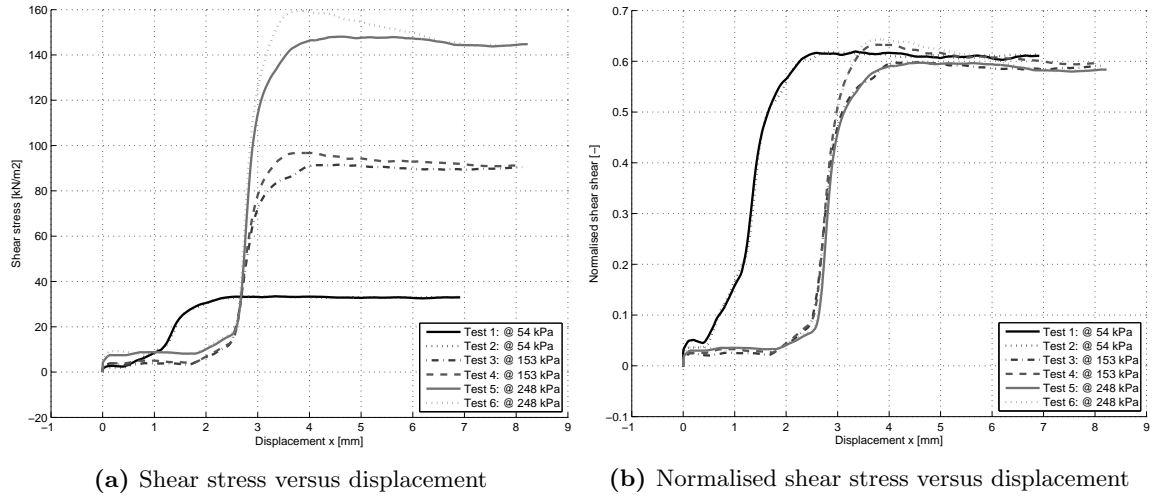 160
140
120
100
80
60
40
20
0
−20
−1 0 1 2 3 4 5 6 7 8 9
Shear stress [kN/m2]
Displacement x [mm]
Test 1: @ 54 kPa
Test 2: @ 54 kPa
Test 3: @ 153 kPa
Test 4: @ 153 kPa
Test 5: @ 248 kPa
Test 6: @ 248 kPa
(a) Shear stress versus displacement
0.7
0.6
0.5
0.4
0.3
0.2
0.1
0
−0.1
−1 0 1 2 3 4 5 6 7 8 9
Normalised shear shear [−]
Displacement x [mm]
Test 1: @ 54 kPa
Test 2: @ 54 kPa
Test 3: @ 153 kPa
Test 4: @ 153 kPa
Test 5: @ 248 kPa
Test 6: @ 248 kPa
(b) Normalised shear stress versus displacement